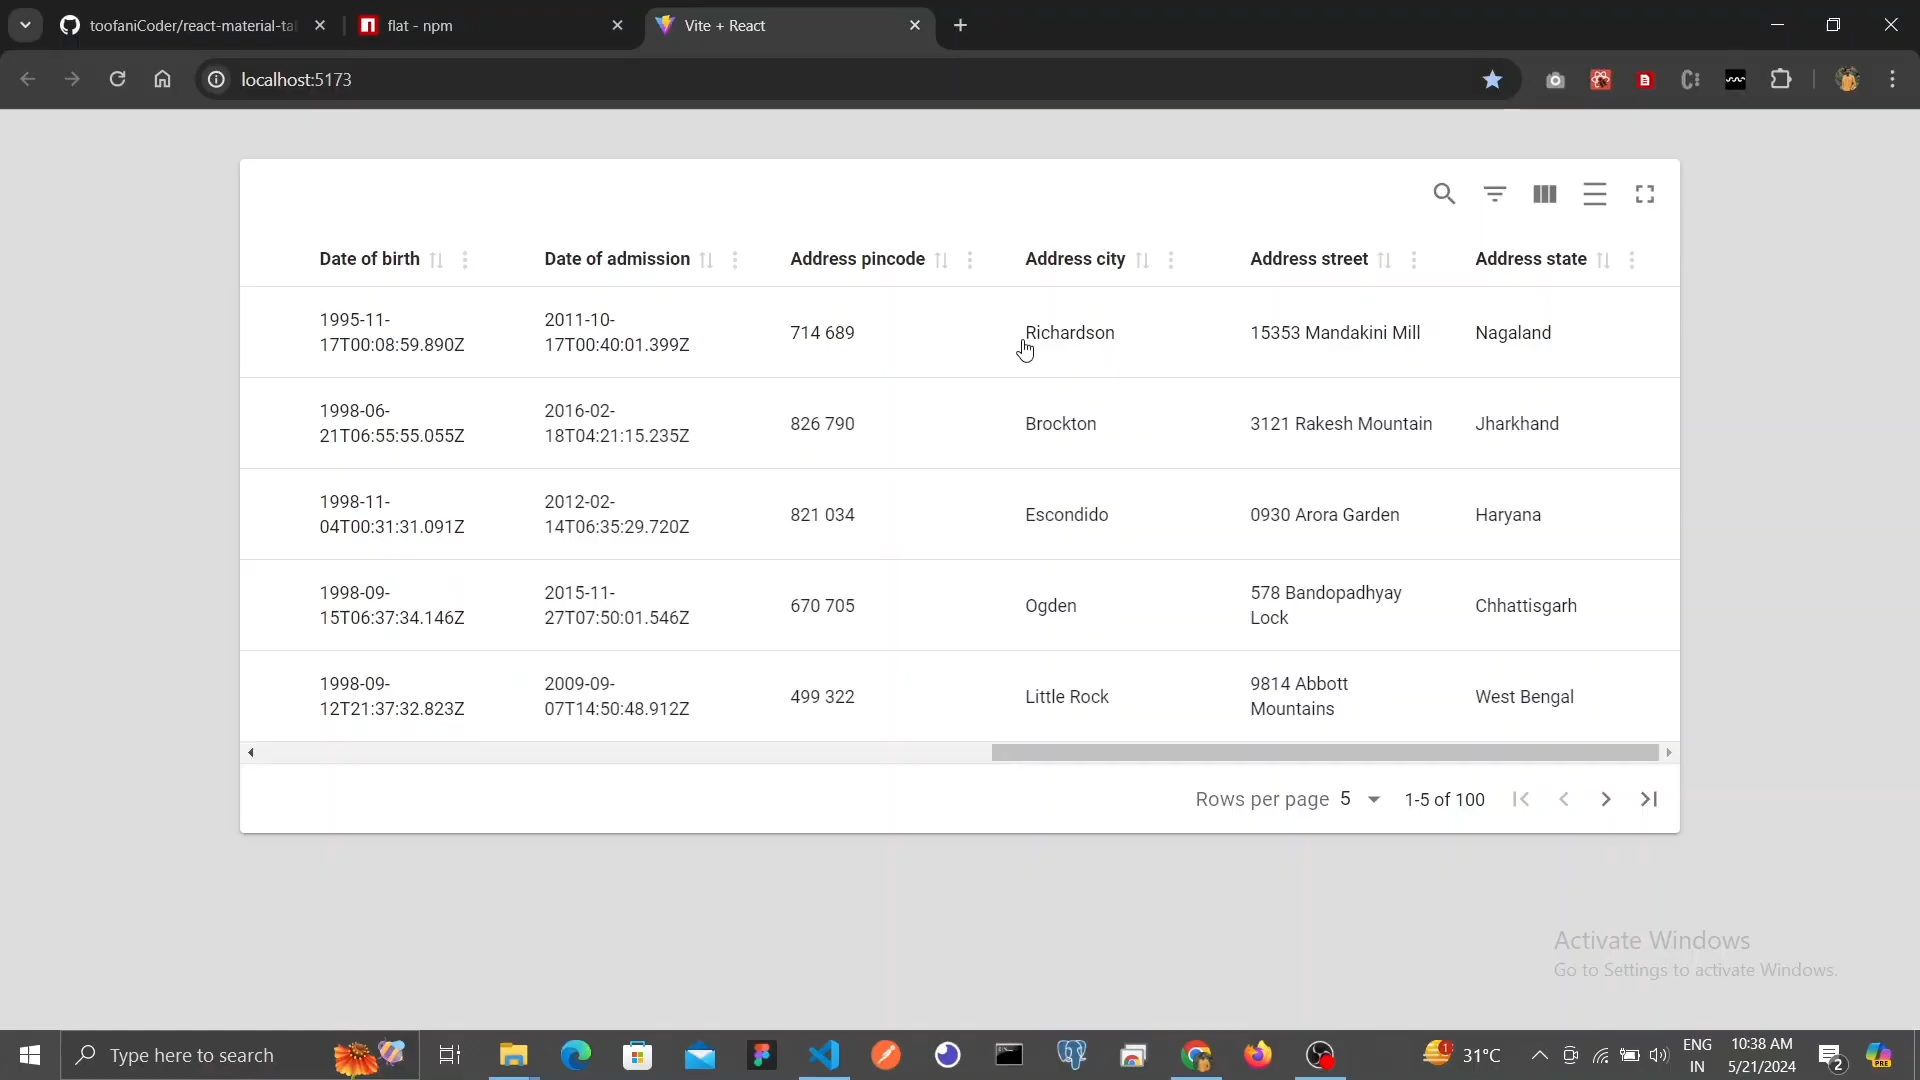 toofaniCoder/react-material-tal
flat - npm
Vite + React
localhost:5173
Date of birth
Date of admission
Address pincode
Address city
Address street
Address state
1995-11-
17T00:08:59.890Z
2011-10-
17T00:40:01.399Z
714 689
Richardson
15353 Mandakini Mill
Nagaland
1998-06-
21T06:55:55.055Z
2016-02-
18T04:21:15.235Z
826 790
Brockton
3121 Rakesh Mountain
Jharkhand
1998-11-
04T00:31:31.091Z
2012-02-
14T06:35:29.720Z
821 034
Escondido
0930 Arora Garden
Haryana
1998-09-
15T06:37:34.146Z
2015-11-
27T07:50:01.546Z
670 705
Ogden
578 Bandopadhyay
Lock
Chhattisgarh
1998-09-
12T21:37:32.823Z
2009-09-
07T14:50:48.912Z
499 322
Little Rock
9814 Abbott
Mountains
West Bengal
Rows per page 5
1-5 of 100
Activate Windows
Go to Settings to activate Windows.
Type here to search
1
31°C
ENG
IN
10:38 AM
5/21/2024
2
PRE